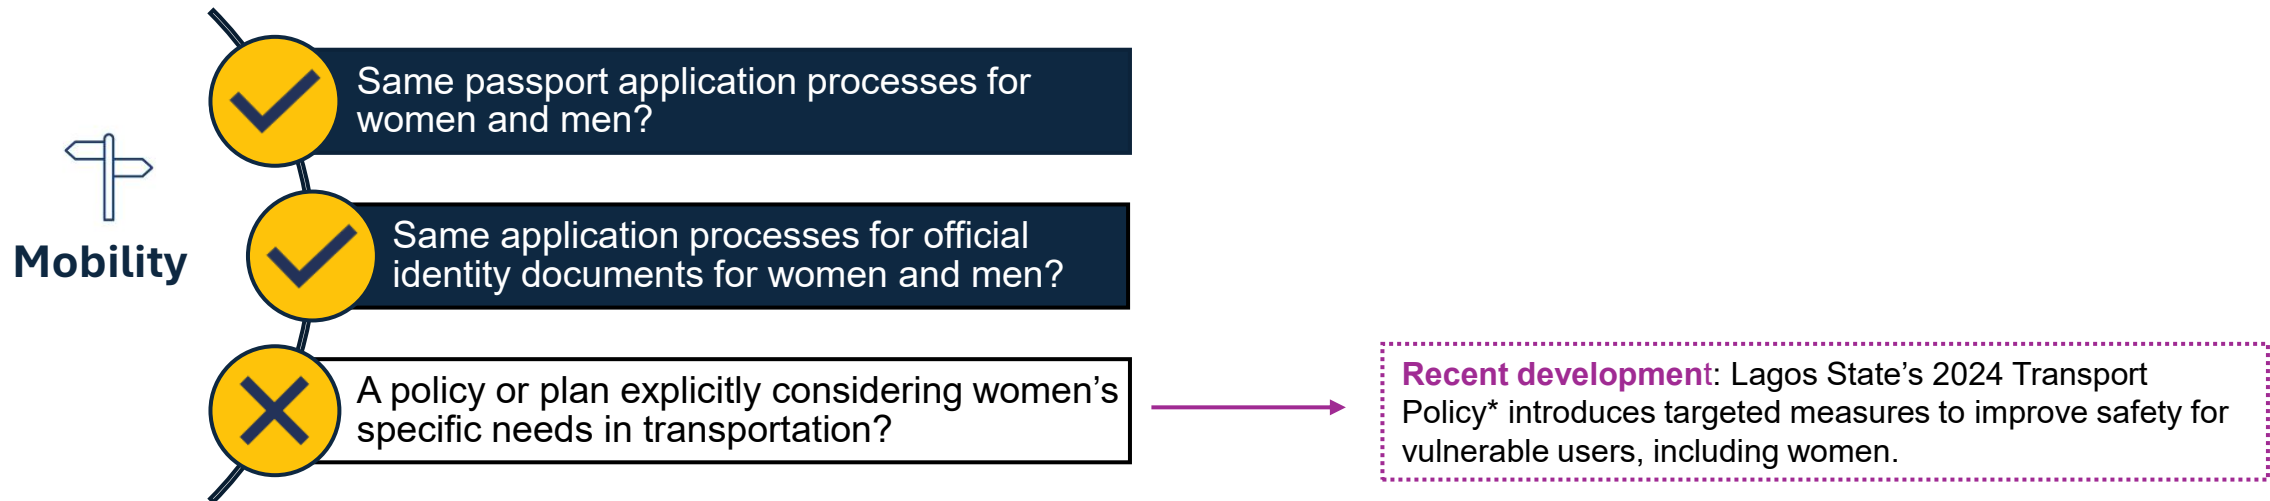 Same passport application processes for
women and men?
Mobility
Same application processes for official
identity documents for women and men?
A policy or plan explicitly considering women’s
specific needs in transportation?
Recent development: Lagos State’s 2024 Transport
Policy* introduces targeted measures to improve safety for
vulnerable users, including women.